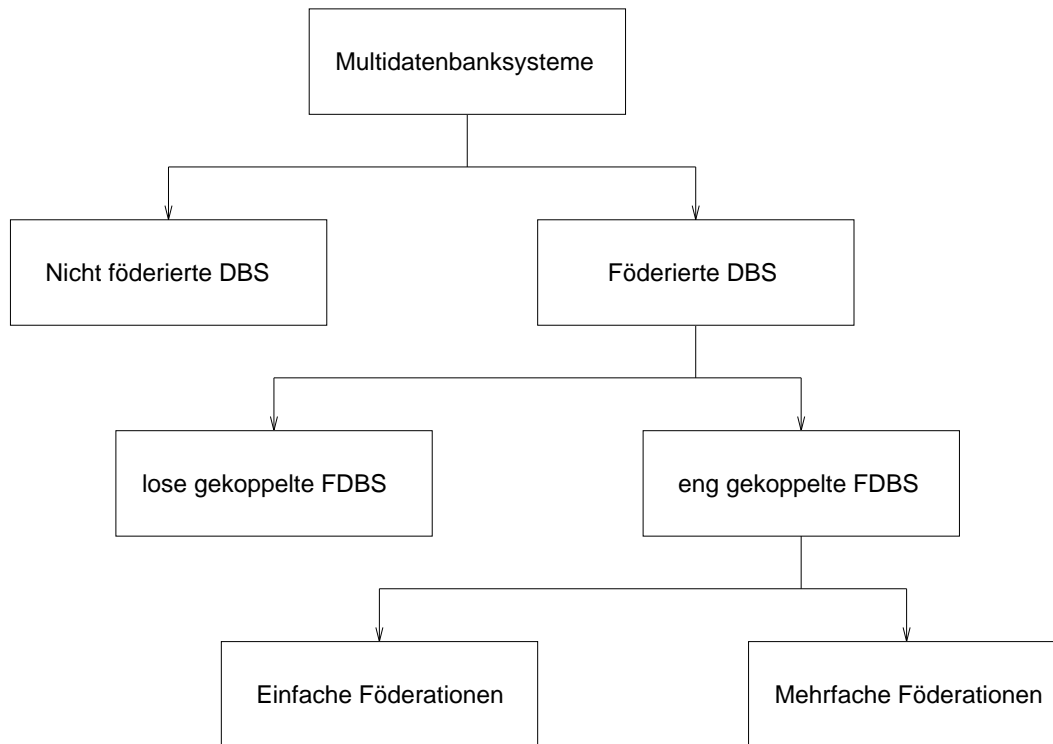 Multidatenbanksysteme
Nicht föderierte DBS
Föderierte DBS
lose gekoppelte FDBS
eng gekoppelte FDBS
Einfache Föderationen
Mehrfache Föderationen